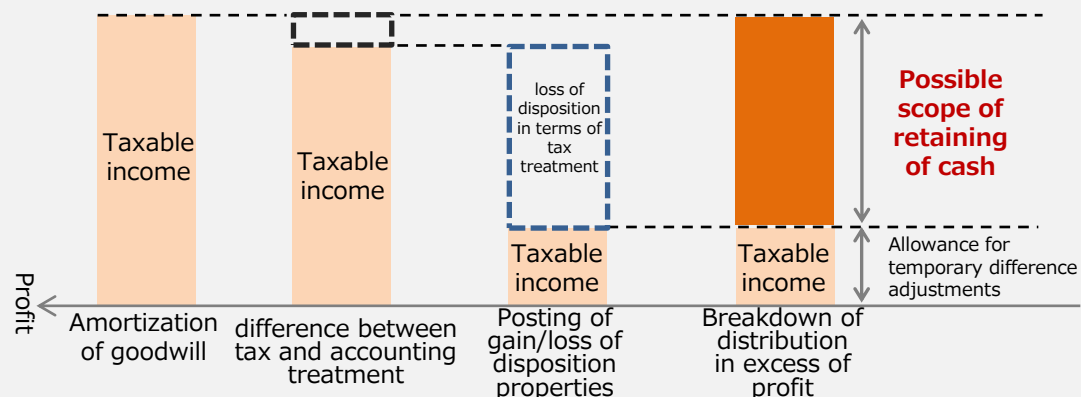 Taxable
income
Taxable
income
loss of
disposition
in terms of
tax
treatment
Taxable
income
Taxable
income
Possible
scope of
retaining
of cash
Allowance for
temporary difference
adjustments
Profit
Amortization
of goodwill
difference between
tax and accounting
treatment
Posting of
gain/loss of
disposition
properties
Breakdown of
distribution
in excess of
profit